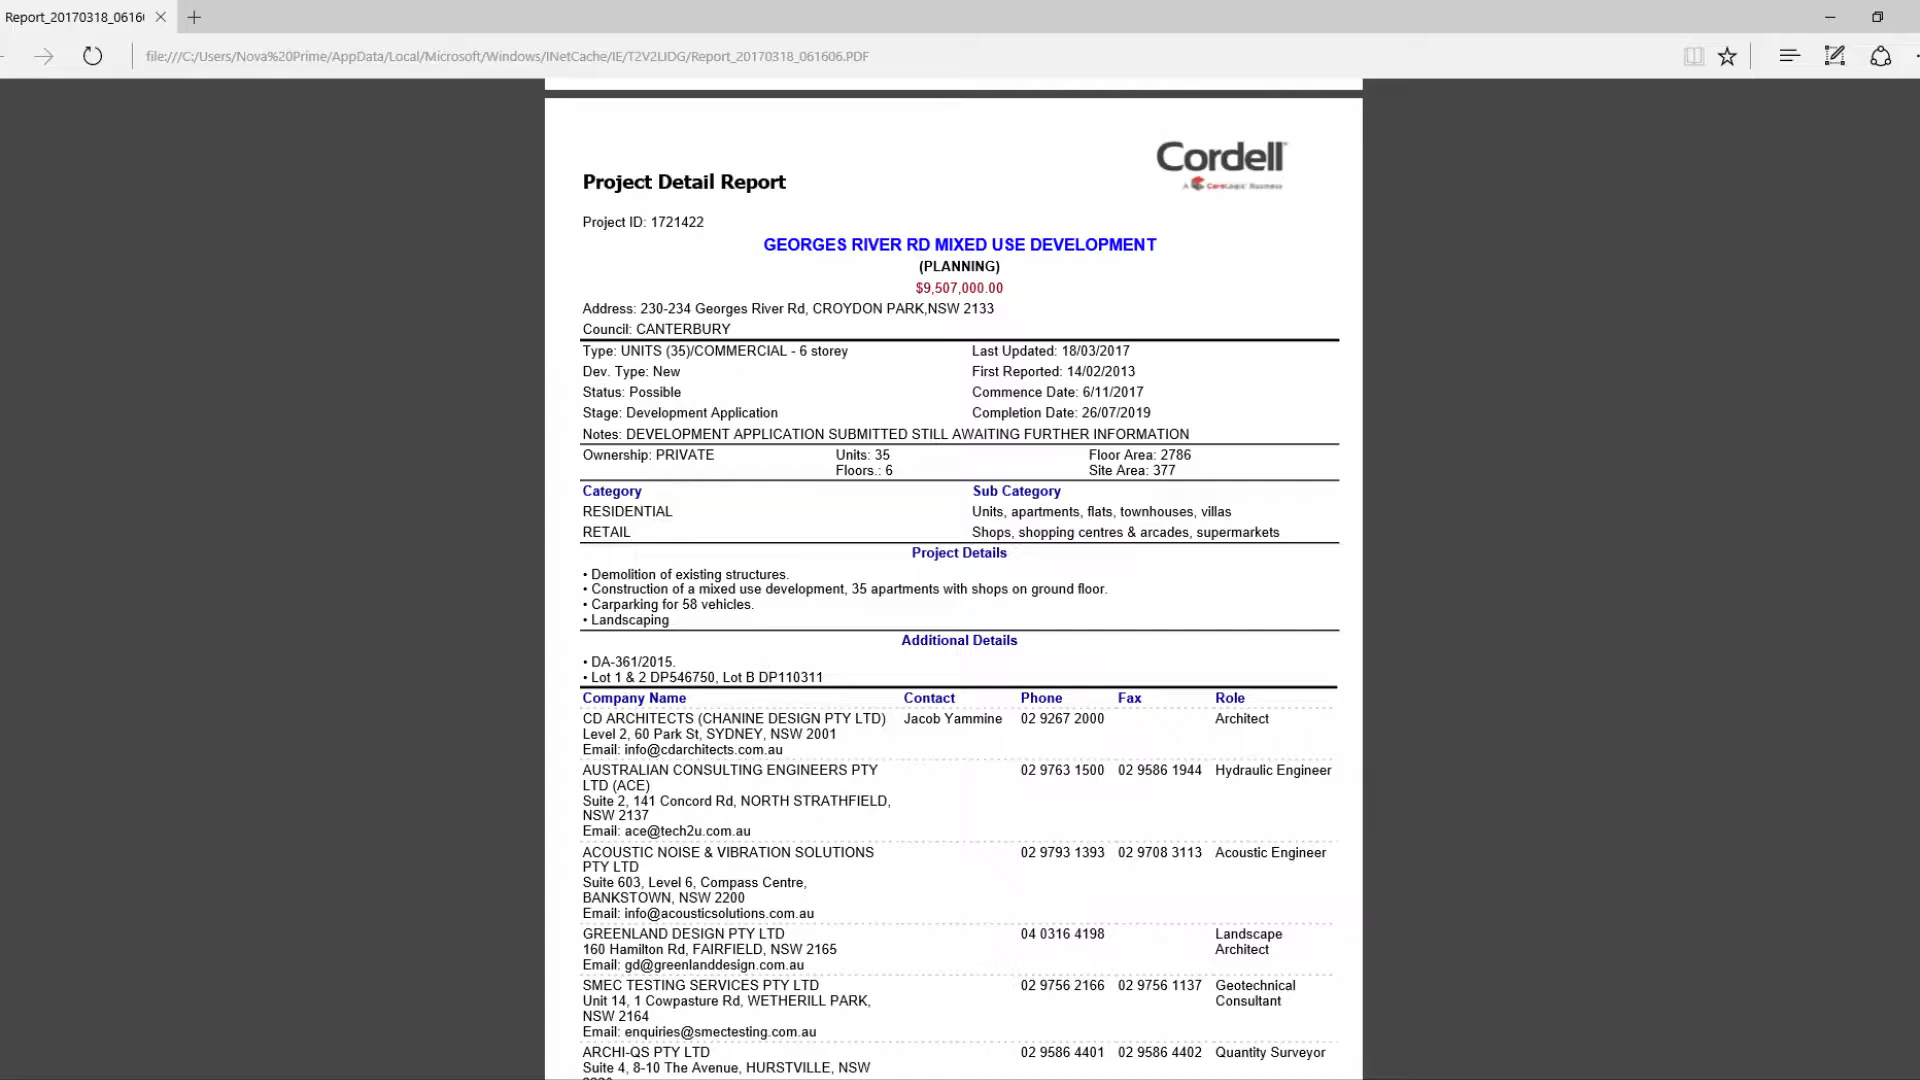 Report_20170318_0616
file:///C:/Users/Nova%20Prime/AppData/Local/Microsoft/Windows/INetCache/IE/T2V2LIDG/Report_20170318_061606.PDF
Cordell
A CoreLogic Business
Project Detail Report
Project ID: 1721422
GEORGES RIVER RD MIXED USE DEVELOPMENT
(PLANNING)
$9,507,000.00
Address: 230-234 Georges River Rd, CROYDON PARK,NSW 2133
Council: CANTERBURY
Type: UNITS (35)/COMMERCIAL - 6 storey Last Updated: 18/03/2017
Dev. Type: New First Reported: 14/02/2013
Status: Possible Commence Date: 6/11/2017
Stage: Development Application Completion Date: 26/07/2019
Notes: DEVELOPMENT APPLICATION SUBMITTED STILL AWAITING FURTHER INFORMATION
Ownership: PRIVATE Units: 35 Floor Area: 2786
Floors.: 6 Site Area: 377
Category Sub Category
RESIDENTIAL Units, apartments, flats, townhouses, villas
RETAIL Shops, shopping centres & arcades, supermarkets
Project Details
• Demolition of existing structures.
• Construction of a mixed use development, 35 apartments with shops on ground floor.
• Carparking for 58 vehicles.
• Landscaping
Additional Details
• DA-361/2015.
• Lot 1 & 2 DP546750, Lot B DP110311
Company Name Contact Phone Fax Role
CD ARCHITECTS (CHANINE DESIGN PTY LTD) Jacob Yammine 02 9267 2000 Architect
Level 2, 60 Park St, SYDNEY, NSW 2001
Email: info@cdarchitects.com.au
AUSTRALIAN CONSULTING ENGINEERS PTY 02 9763 1500 02 9586 1944 Hydraulic Engineer
LTD (ACE)
Suite 2, 141 Concord Rd, NORTH STRATHFIELD,
NSW 2137
Email: ace@tech2u.com.au
ACOUSTIC NOISE & VIBRATION SOLUTIONS 02 9793 1393 02 9708 3113 Acoustic Engineer
PTY LTD
Suite 603, Level 6, Compass Centre,
BANKSTOWN, NSW 2200
Email: info@acousticsolutions.com.au
GREENLAND DESIGN PTY LTD 04 0316 4198 Landscape
160 Hamilton Rd, FAIRFIELD, NSW 2165 Architect
Email: gd@greenlanddesign.com.au
SMEC TESTING SERVICES PTY LTD 02 9756 2166 02 9756 1137 Geotechnical
Unit 14, 1 Cowpasture Rd, WETHERILL PARK, Consultant
NSW 2164
Email: enquiries@smectesting.com.au
ARCHI-QS PTY LTD 02 9586 4401 02 9586 4402 Quantity Surveyor
Suite 4, 8-10 The Avenue, HURSTVILLE, NSW